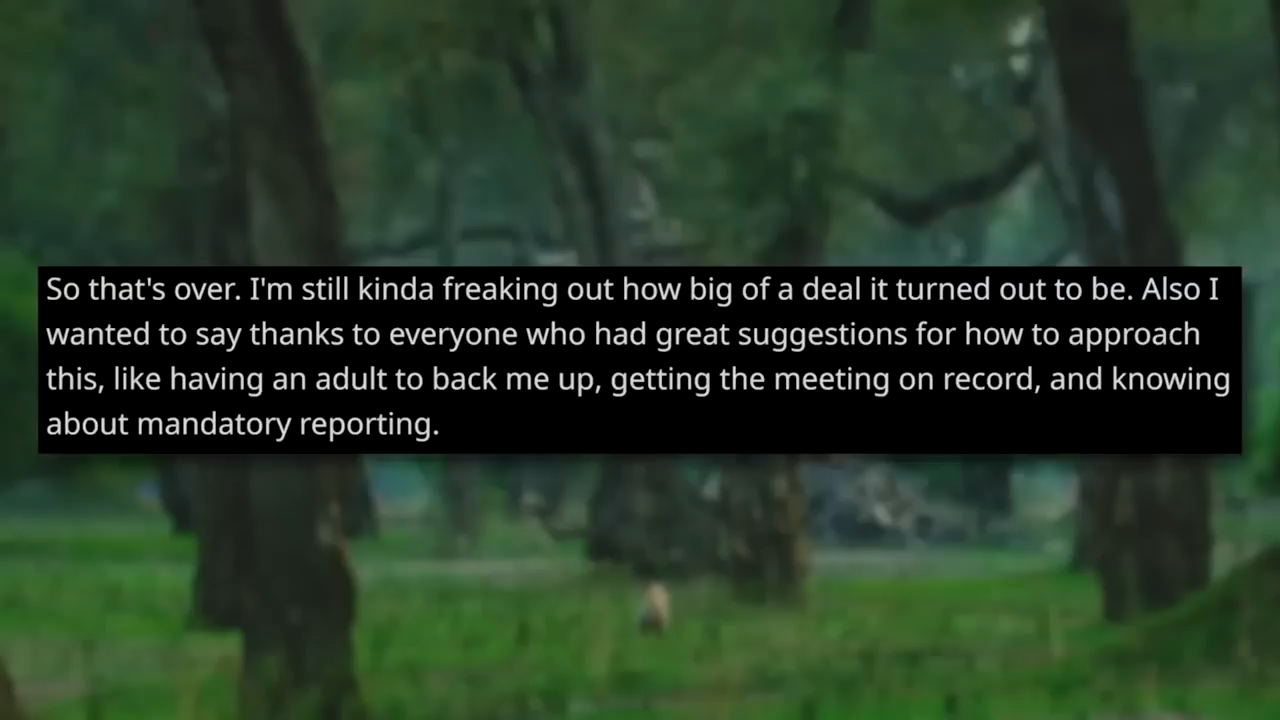 So that's over. I'm still kinda freaking out how big of a deal it turned out to be. Also I
wanted to say thanks to everyone who had great suggestions for how to approach
this, like having an adult to back me up, getting the meeting on record, and knowing
about mandatory reporting.